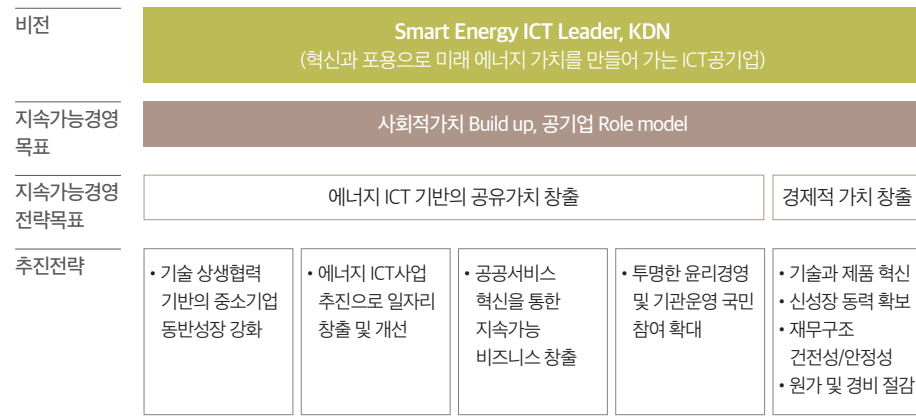 비전
Smart Energy ICT Leader, KDN
(혁신과 포용으로 미래 에너지 가치를 만들어 가는 ICT공기업)
지속가능경영
목표
사회적가치 Build up, 공기업 Role model
지속가능경영
전략목표
에너지 ICT 기반의 공유가치 창출
경제적 가치 창출
추진전략
• 기술 상생협력
기반의 중소기업
동반성장 강화
• 에너지 ICT사업
추진으로 일자리
창출 및 개선
• 공공서비스
혁신을 통한
지속가능
비즈니스 창출
• 투명한 윤리경영
및 기관운영 국민
참여 확대
• 기술과 제품 혁신
• 신성장 동력 확보
• 재무구조
건전성/안정성
• 원가 및 경비 절감